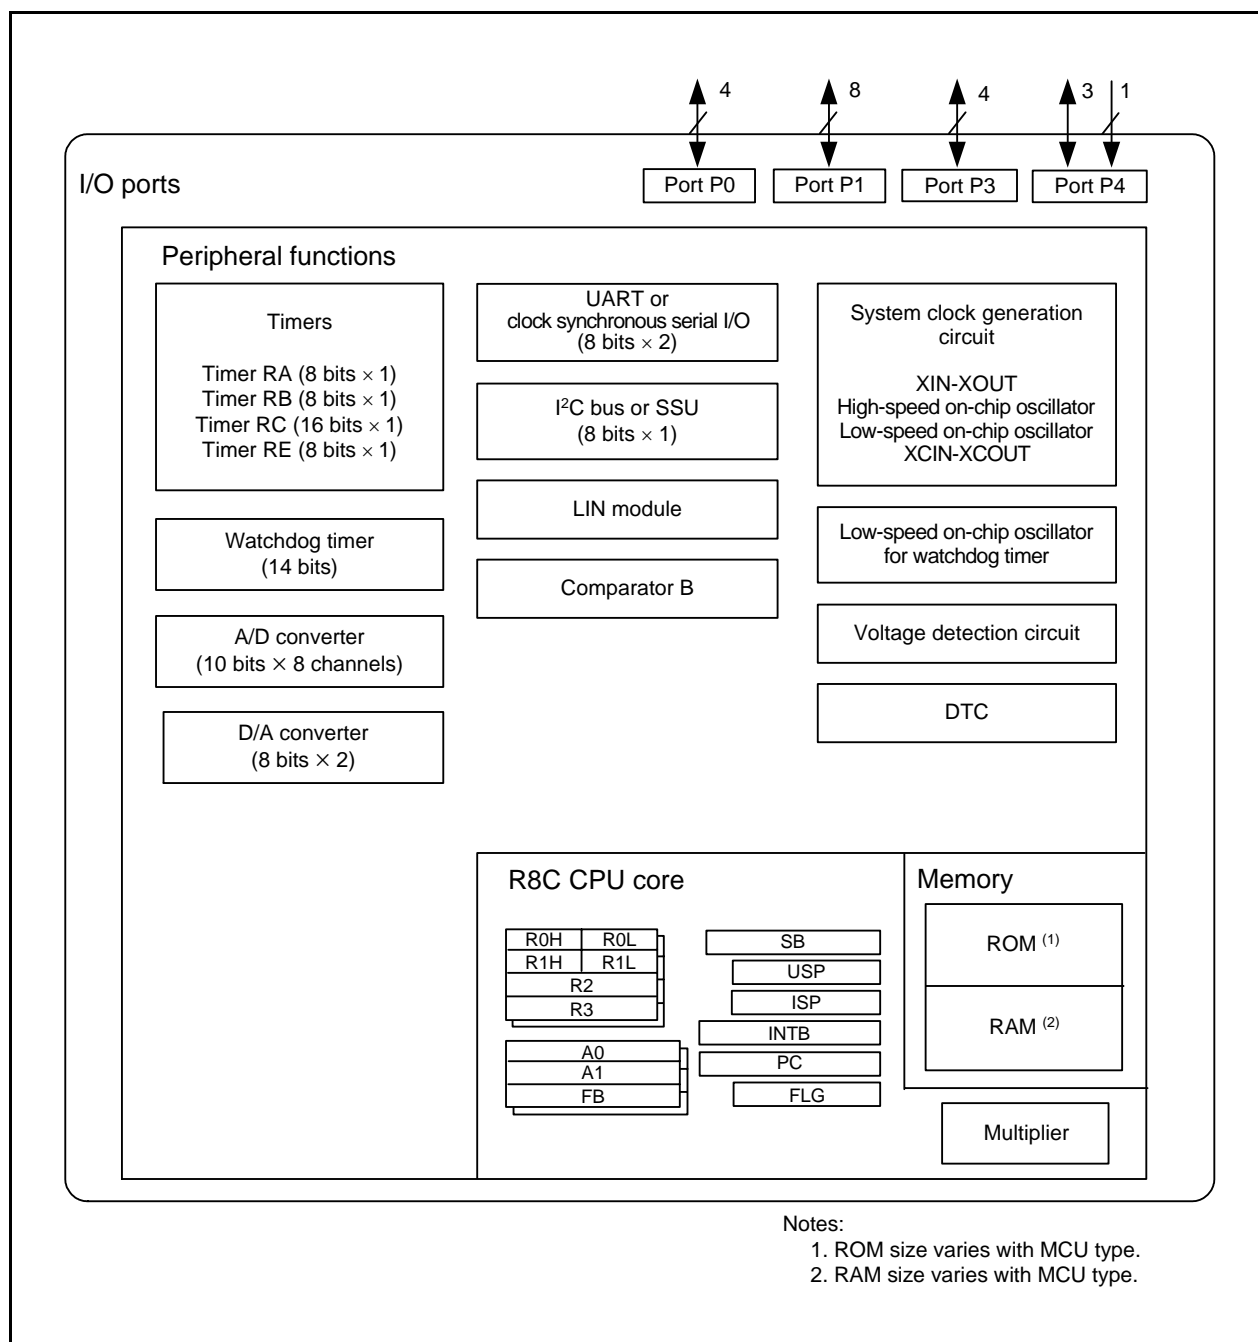 4 8 4 3 1
I/O ports
Port P0 Port P1 Port P3 Port P4
Peripheral functions
Timers
Timer RA (8 bits × 1)
Timer RB (8 bits × 1)
Timer RC (16 bits × 1)
Timer RE (8 bits × 1)
Watchdog timer
(14 bits)
A/D converter
(10 bits × 8 channels)
D/A converter
(8 bits × 2)
UART or
clock synchronous serial I/O
(8 bits × 2)
I²C bus or SSU
(8 bits × 1)
LIN module
Comparator B
System clock generation
circuit
XIN-XOUT
High-speed on-chip oscillator
Low-speed on-chip oscillator
XCIN-XCOUT
Low-speed on-chip oscillator
for watchdog timer
Voltage detection circuit
DTC
R8C CPU core
R0H R0L
R1H R1L
R2
R3
A0
A1
FB
SB
USP
ISP
INTB
PC
FLG
Memory
ROM (1)
RAM (2)
Multiplier
Notes:
1. ROM size varies with MCU type.
2. RAM size varies with MCU type.